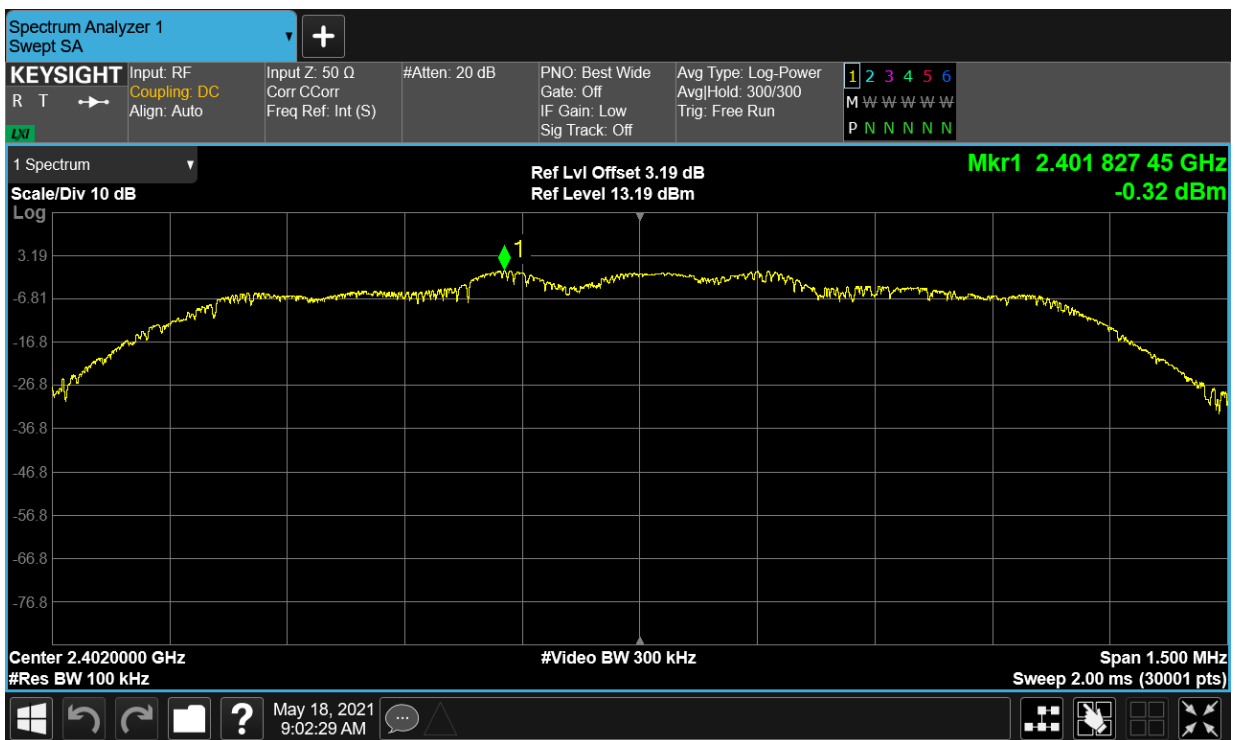 Spectrum Analyzer 1
Swept SA
KEYSIGHT
R T
LXI
Input: RF
Coupling: DC
Align: Auto
Input Z: 50 Ω
Corr CCorr
Freq Ref: Int (S)
#Atten: 20 dB
PNO: Best Wide
Gate: Off
IF Gain: Low
Sig Track: Off
Avg Type: Log-Power
Avg|Hold: 300/300
Trig: Free Run
1 2 3 4 5 6
M W W W W W
P N N N N N
1 Spectrum
Scale/Div 10 dB
Log
Ref Lvl Offset 3.19 dB
Ref Level 13.19 dBm
Mkr1 2.401 827 45 GHz
-0.32 dBm
1
3.19
-6.81
-16.8
-26.8
-36.8
-46.8
-56.8
-66.8
-76.8
Center 2.4020000 GHz
#Res BW 100 kHz
#Video BW 300 kHz
Span 1.500 MHz
Sweep 2.00 ms (30001 pts)
?
May 18, 2021
9:02:29 AM